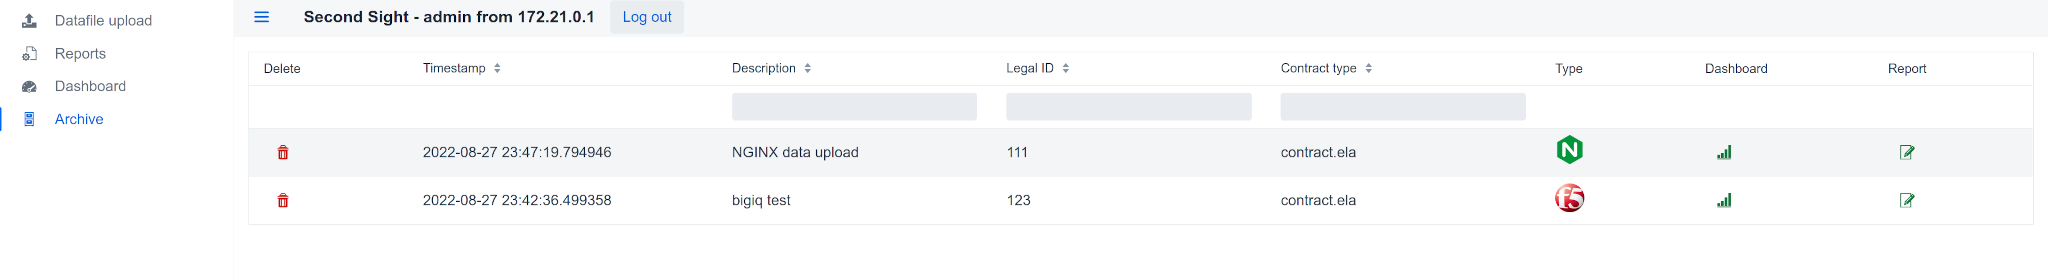 Datafile upload
Reports
Dashboard
Archive
Second Sight - admin from 172.21.0.1 Log out
Delete Timestamp Description Legal ID Contract type Type Dashboard Report
2022-08-27 23:47:19.794946 NGINX data upload 111 contract.ela N
2022-08-27 23:42:36.499358 bigiq test 123 contract.ela f5